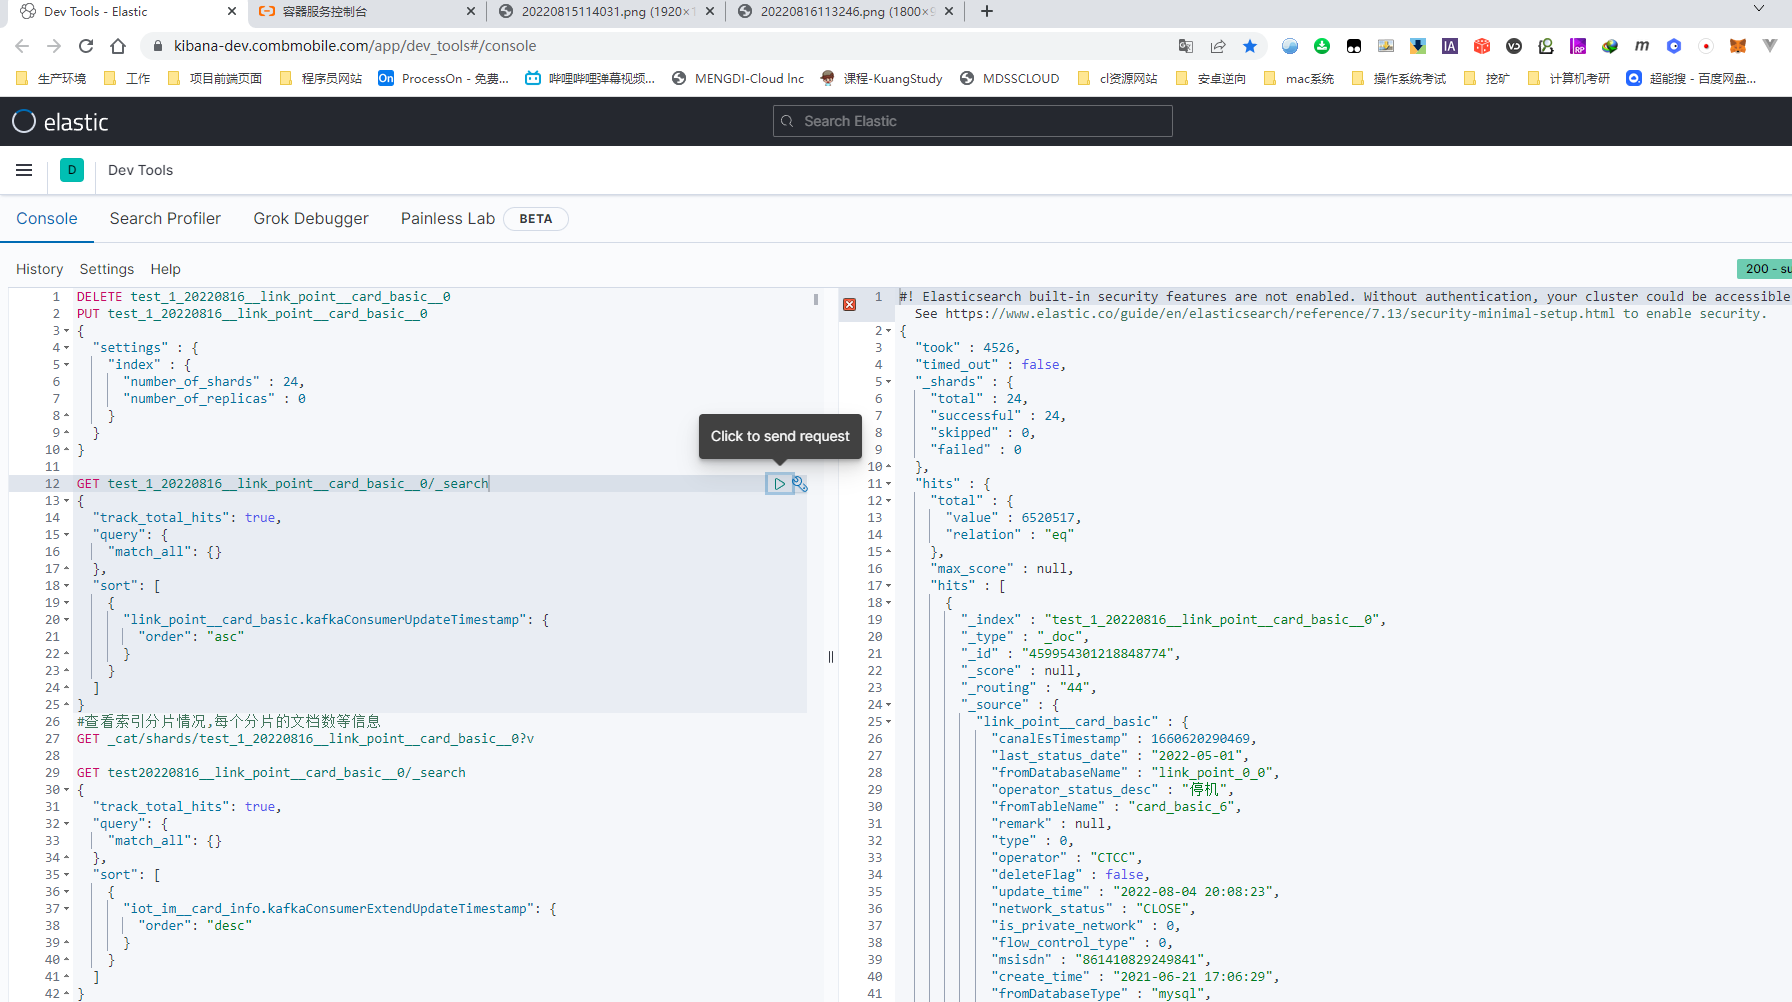 Dev Tools - Elastic
容器服务控制台
20220815114031.png (1920×1
20220816113246.png (1800×9
kibana-dev.combmobile.com/app/dev_tools#/console
生产环境 工作 项目前端页面 程序员网站 On ProcessOn - 免费... 哔哩哔哩弹幕视频... MENGDI-Cloud Inc 课程-KuangStudy MDSSCLOUD cl资源网站 安卓逆向 mac系统 操作系统考试 挖矿 计算机考研 超能搜 - 百度网盘...
elastic
Search Elastic
D Dev Tools
Console Search Profiler Grok Debugger Painless Lab BETA
History Settings Help
200 - su
1 DELETE test_1_20220816__link_point__card_basic__0
2 PUT test_1_20220816__link_point__card_basic__0
3 {
4 "settings" : {
5 "index" : {
6 "number_of_shards" : 24,
7 "number_of_replicas" : 0
8 }
9 }
10 }
11
12 GET test_1_20220816__link_point__card_basic__0/_search
13 {
14 "track_total_hits": true,
15 "query": {
16 "match_all": {}
17 },
18 "sort": [
19 {
20 "link_point__card_basic.kafkaConsumerUpdateTimestamp": {
21 "order": "asc"
22 }
23 }
24 ]
25 }
26 #查看索引分片情况,每个分片的文档数等信息
27 GET _cat/shards/test_1_20220816__link_point__card_basic__0?v
28
29 GET test20220816__link_point__card_basic__0/_search
30 {
31 "track_total_hits": true,
32 "query": {
33 "match_all": {}
34 },
35 "sort": [
36 {
37 "iot_im__card_info.kafkaConsumerExtendUpdateTimestamp": {
38 "order": "desc"
39 }
40 }
41 ]
42 }
Click to send request
1 #! Elasticsearch built-in security features are not enabled. Without authentication, your cluster could be accessible
See https://www.elastic.co/guide/en/elasticsearch/reference/7.13/security-minimal-setup.html to enable security.
2 {
3 "took" : 4526,
4 "timed_out" : false,
5 "_shards" : {
6 "total" : 24,
7 "successful" : 24,
8 "skipped" : 0,
9 "failed" : 0
10 },
11 "hits" : {
12 "total" : {
13 "value" : 6520517,
14 "relation" : "eq"
15 },
16 "max_score" : null,
17 "hits" : [
18 {
19 "_index" : "test_1_20220816__link_point__card_basic__0",
20 "_type" : "_doc",
21 "_id" : "459954301218848774",
22 "_score" : null,
23 "_routing" : "44",
24 "_source" : {
25 "link_point__card_basic" : {
26 "canalEsTimestamp" : 1660620290469,
27 "last_status_date" : "2022-05-01",
28 "fromDatabaseName" : "link_point_0_0",
29 "operator_status_desc" : "停机",
30 "fromTableName" : "card_basic_6",
31 "remark" : null,
32 "type" : 0,
33 "operator" : "CTCC",
34 "deleteFlag" : false,
35 "update_time" : "2022-08-04 20:08:23",
36 "network_status" : "CLOSE",
37 "is_private_network" : 0,
38 "flow_control_type" : 0,
39 "msisdn" : "861410829249841",
40 "create_time" : "2021-06-21 17:06:29",
41 "fromDatabaseType" : "mysql",